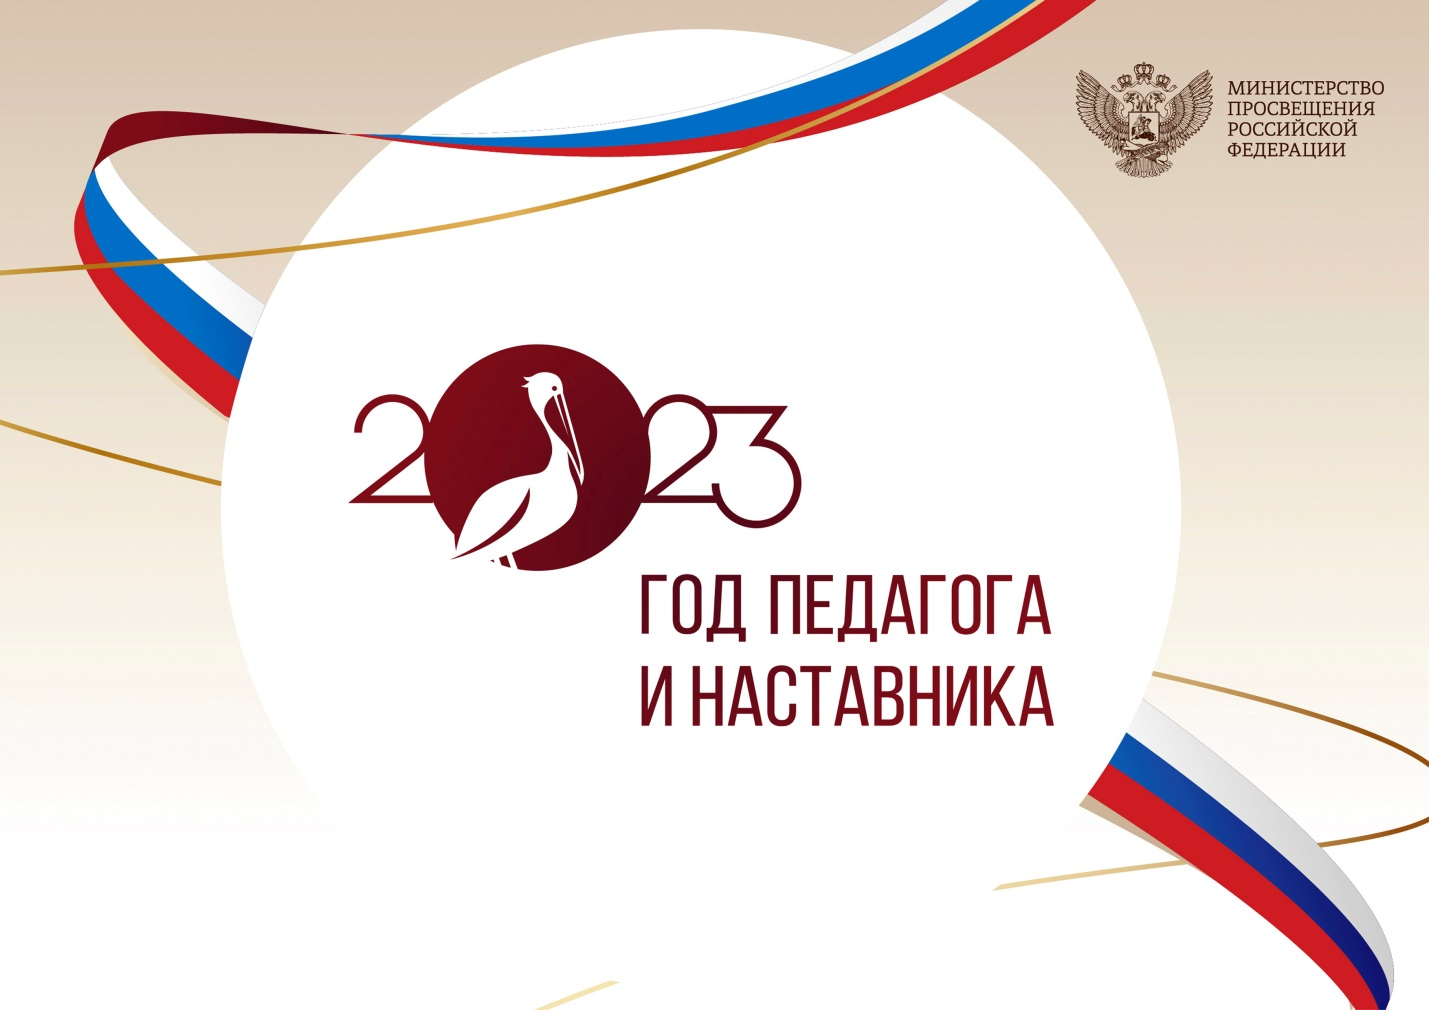 МИНИСТЕРСТВО
ПРОСВЕЩЕНИЯ
РОССИЙСКОЙ
ФЕДЕРАЦИИ
2023
ГОД ПЕДАГОГА
И НАСТАВНИКА